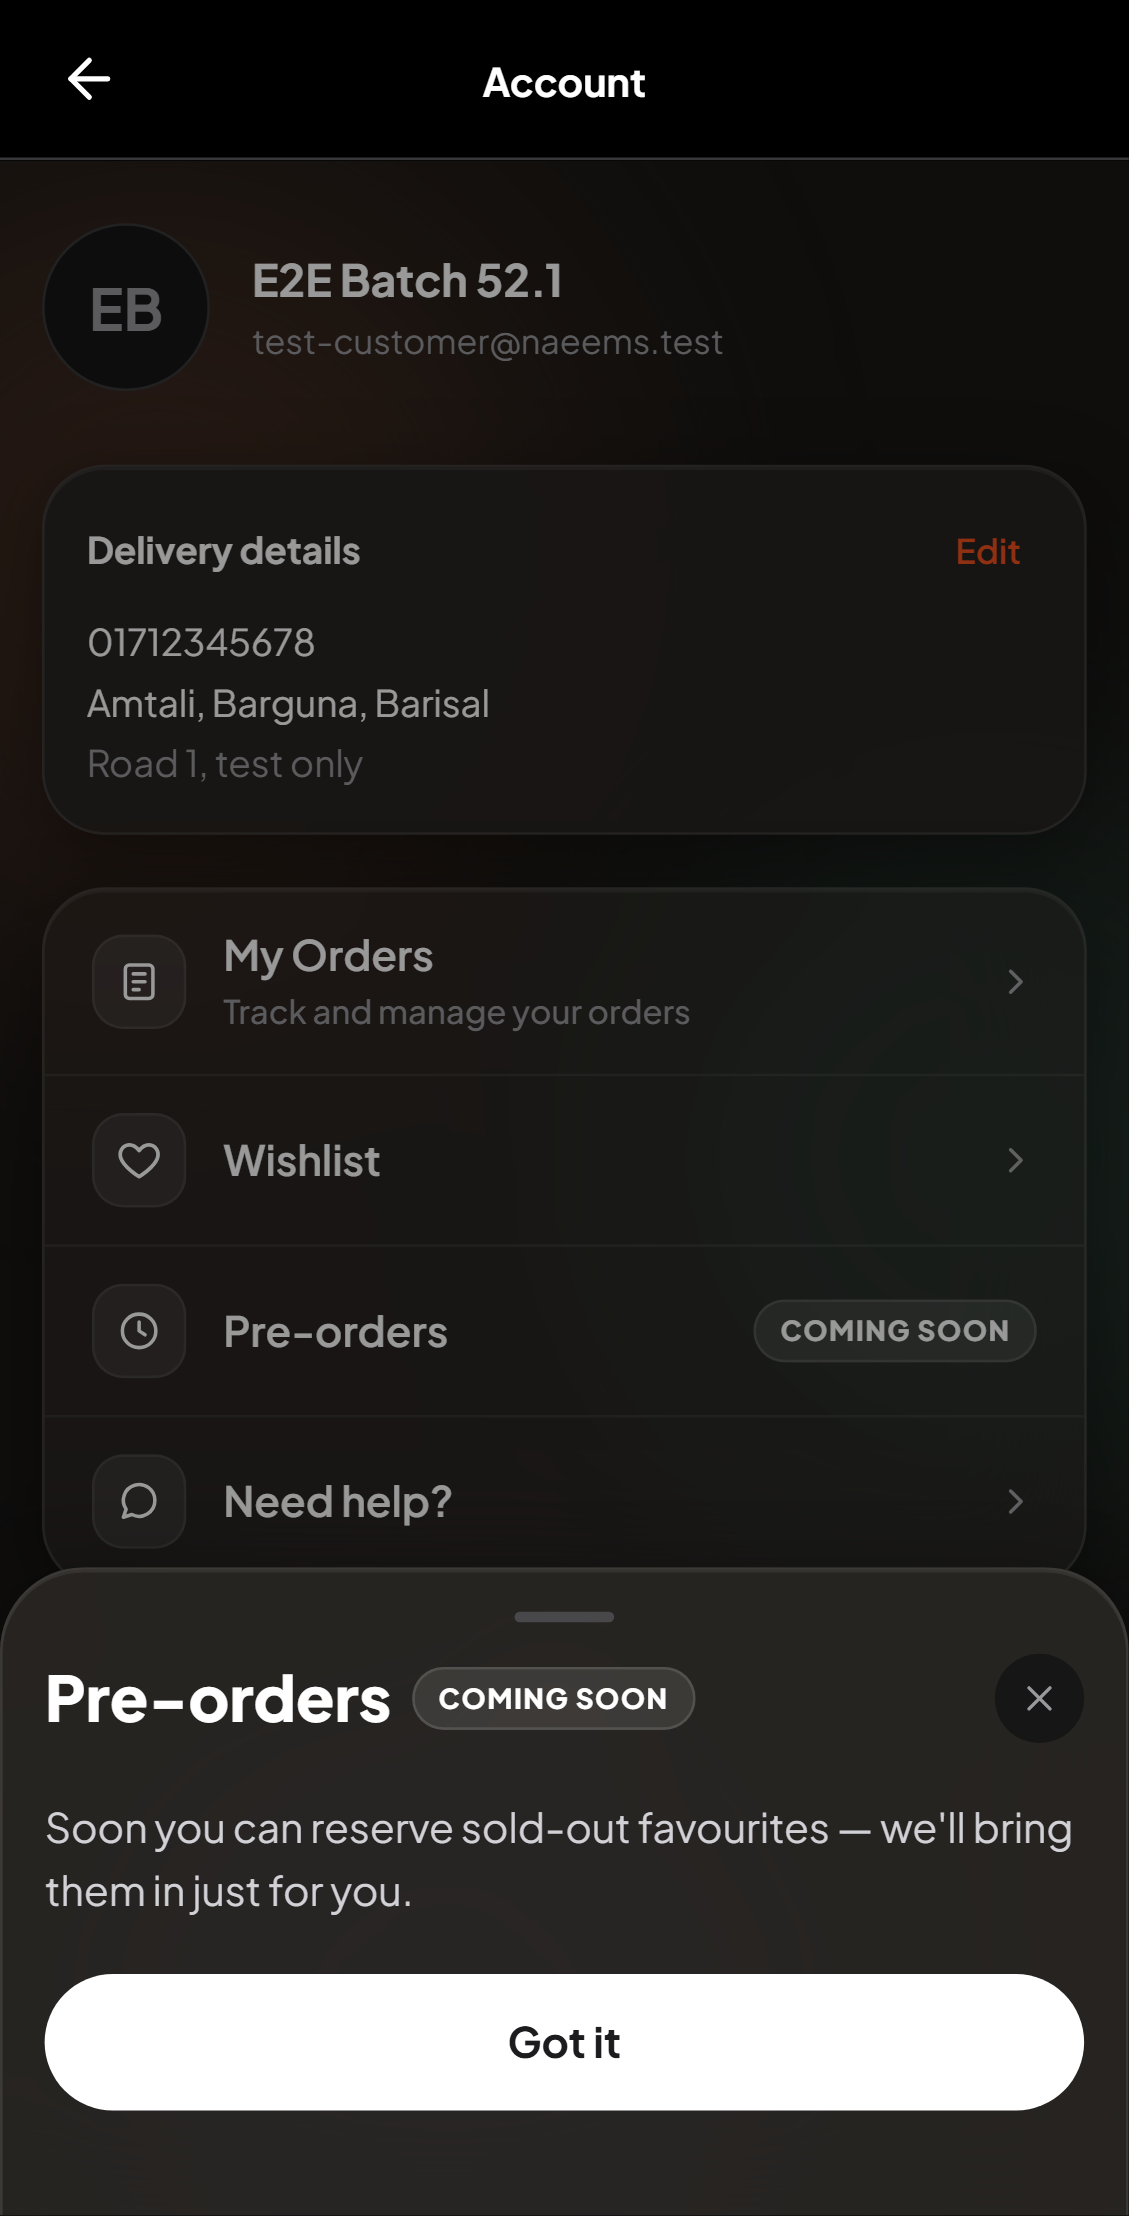 Account
EB
E2E Batch 52.1
test-customer@naeems.test
Delivery details
Edit
01712345678
Amtali, Barguna, Barisal
Road 1, test only
My Orders
Track and manage your orders
Wishlist
Pre-orders
COMING SOON
Need help?
Pre-orders
COMING SOON
Soon you can reserve sold-out favourites — we'll bring
them in just for you.
Got it